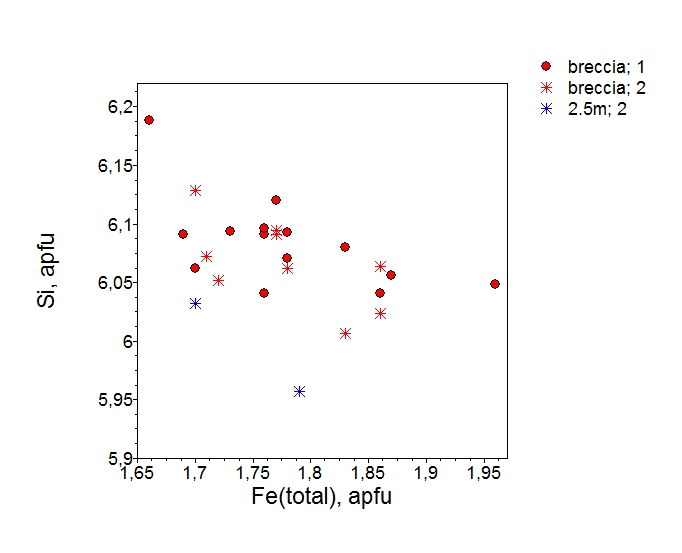 breccia; 1
breccia; 2
2.5m; 2
6,2
6,15
6,1
6,05
6
5,95
5,9
Si, apfu
1,65 1,7 1,75 1,8 1,85 1,9 1,95
Fe(total), apfu